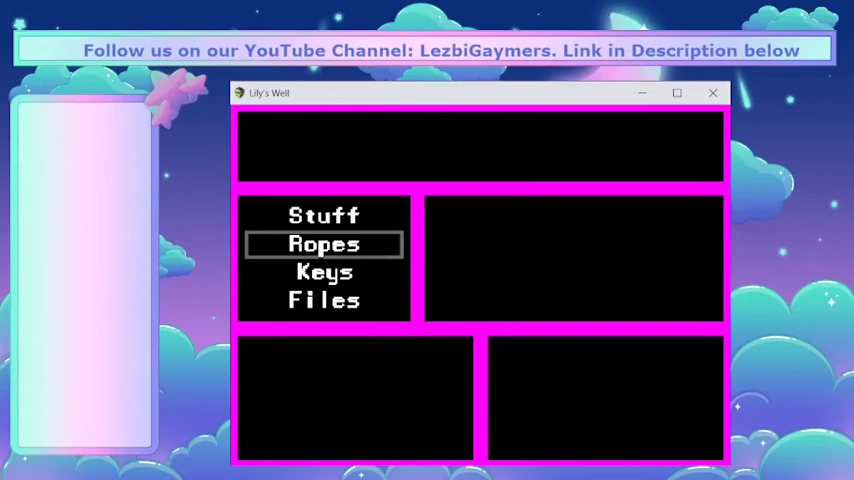 Follow us on our YouTube Channel: LezbiGaymers. Link in Description below
Lily's Well
Stuff
Ropes
Keys
Files